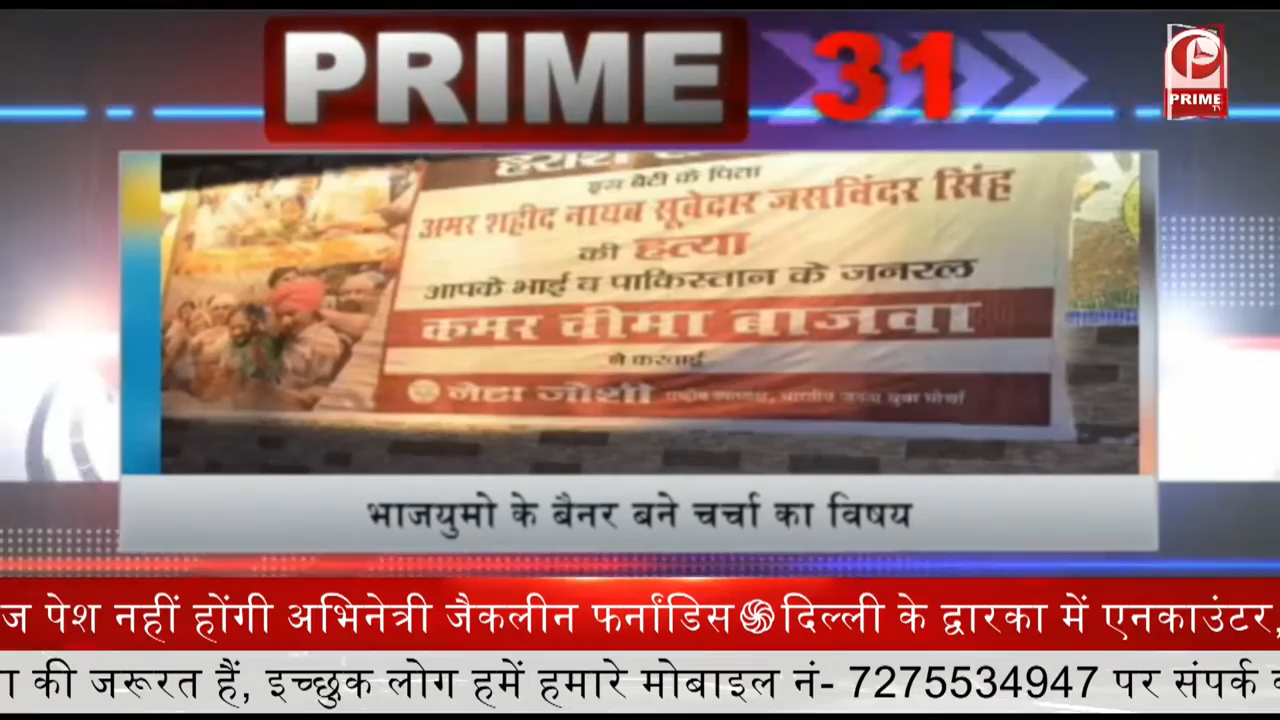 PRIME 31
PRIME
TV
इस बेटी के पिता
अमर शहीद नायब सूबेदार जसविंदर सिंह
की हत्या
आपके भाई व पाकिस्तान के जनरल
कमर चीमा बाजवा
ने करवाई
नेहा जोशी
भाजयुमो के बैनर बने चर्चा का विषय
ज पेश नहीं होंगी अभिनेत्री जैकलीन फर्नांडिस दिल्ली के द्वारका में एनकाउंटर,
की जरूरत हैं, इच्छुक लोग हमें हमारे मोबाइल नं- 7275534947 पर संपर्क